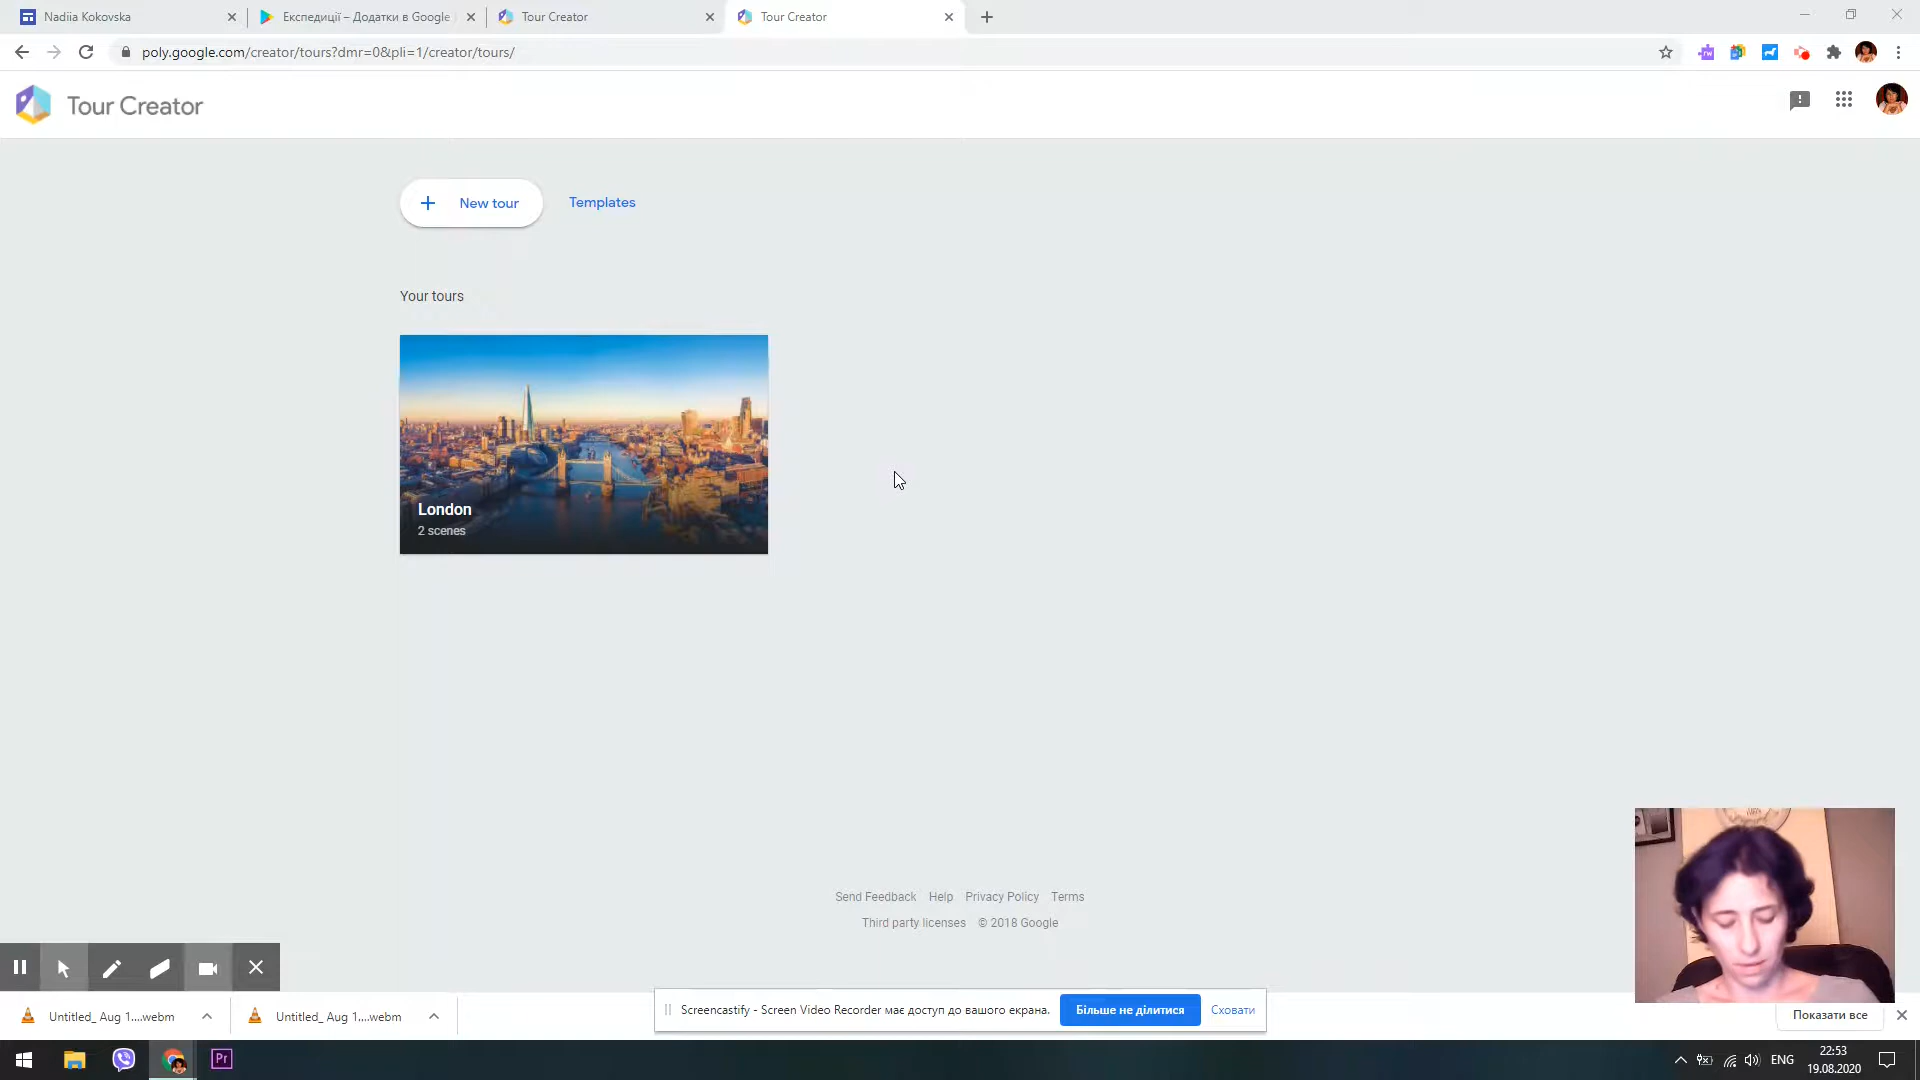 Nadiia Kokovska
Експедиції – Додатки в Google
Tour Creator
Tour Creator
poly.google.com/creator/tours?dmr=0&pli=1/creator/tours/
Tour Creator
New tour
Templates
Your tours
London
2 scenes
Send Feedback Help Privacy Policy Terms
Third party licenses © 2018 Google
Untitled_ Aug 1....webm
Untitled_ Aug 1....webm
Screencastify - Screen Video Recorder має доступ до вашого екрана.
Більше не ділитися
Сховати
Показати все
Pr
ENG
22:53
19.08.2020